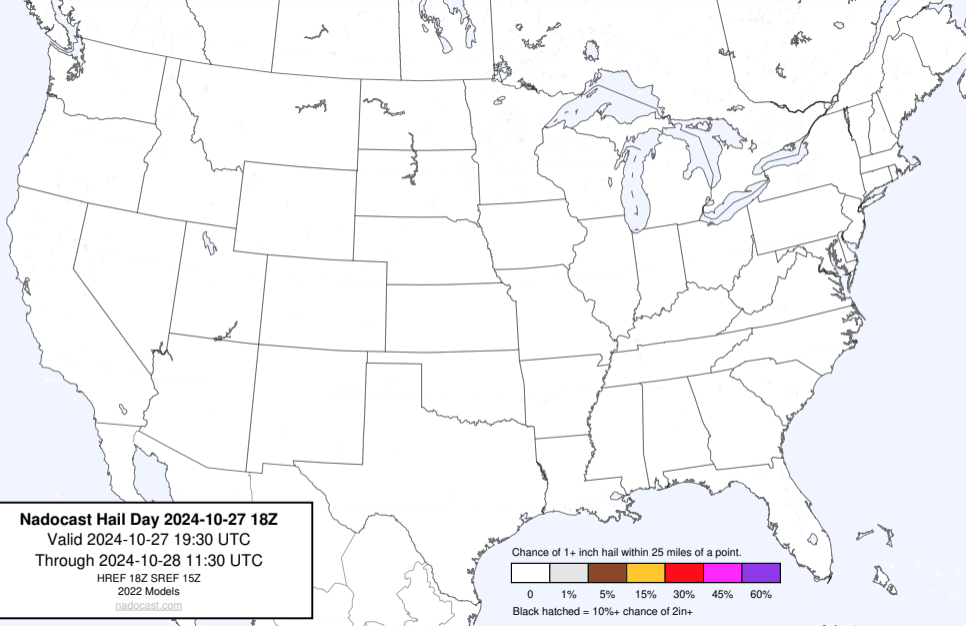 Nadocast Hail Day 2024-10-27 18Z
Valid 2024-10-27 19:30 UTC
Through 2024-10-28 11:30 UTC
HREF 18Z SREF 15Z
2022 Models
nadocast.com
Chance of 1+ inch hail within 25 miles of a point.
0 1% 5% 15% 30% 45% 60%
Black hatched = 10%+ chance of 2in+